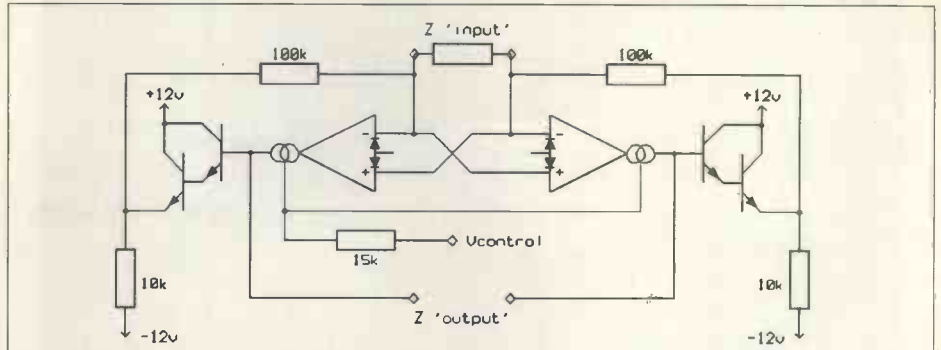 Z 'input'
100k
100k
+12v
+12v
-
+
-
+
Vcontrol
15k
10k
10k
Z 'output'
-12v
-12v